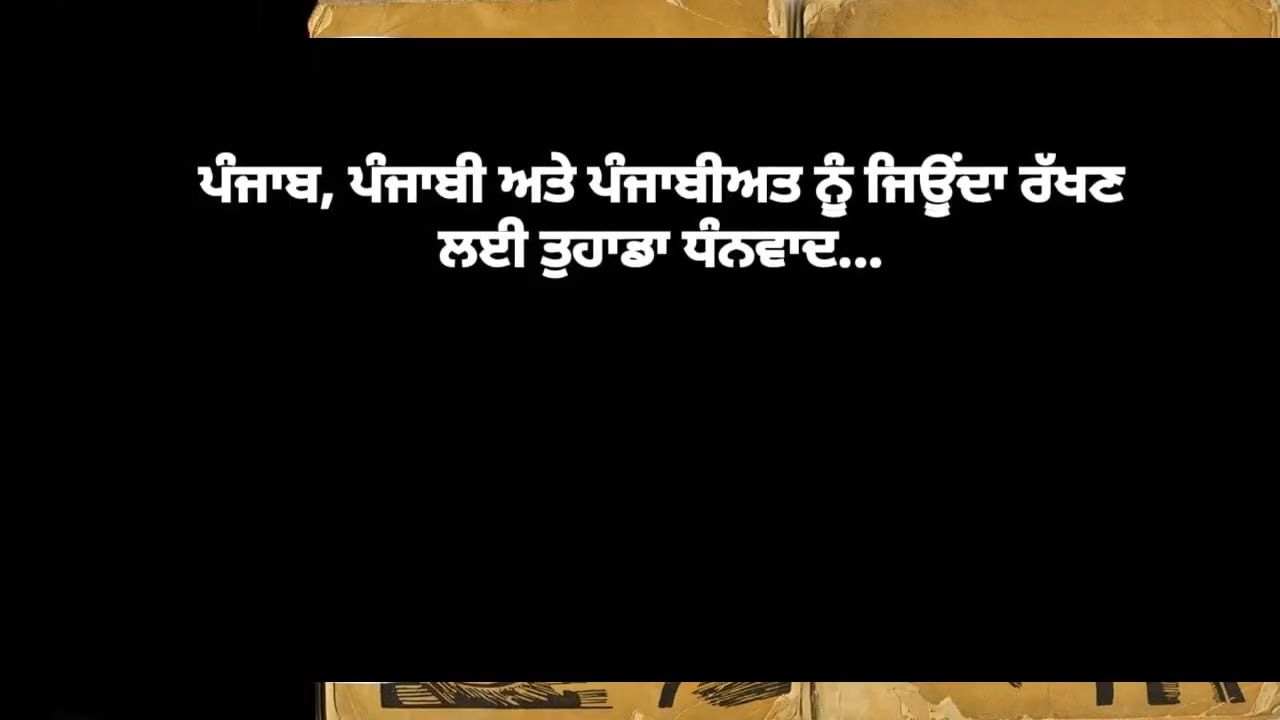 ਪੰਜਾਬ, ਪੰਜਾਬੀ ਅਤੇ ਪੰਜਾਬੀਅਤ ਨੂੰ ਜਿਊਂਦਾ ਰੱਖਣ
ਲਈ ਤੁਹਾਡਾ ਧੰਨਵਾਦ...